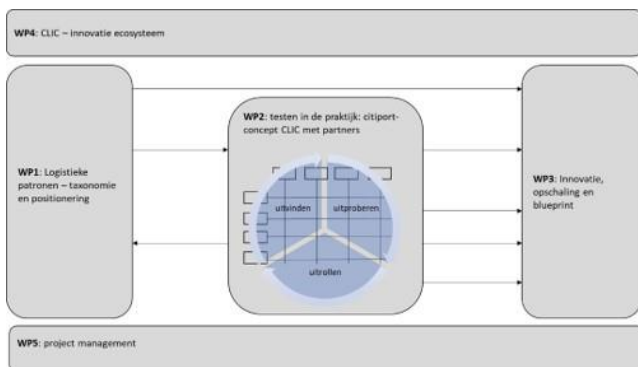 WP4: CLIC – innovatie ecosysteem
WP1: Logistieke
patronen – taxonomie
en positionering
WP2: testen in de praktijk: citiport-
concept CLIC met partners
uitvinden
uitproberen
uitrollen
WP3: Innovatie,
opschaling en
blueprint
WP5: project management